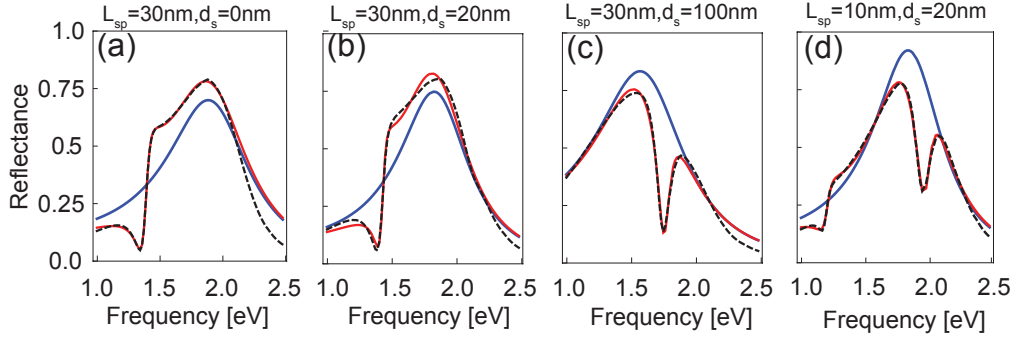 L_sp=30nm,d_s=0nm
L_sp=30nm,d_s=20nm
L_sp=30nm,d_s=100nm
L_sp=10nm,d_s=20nm
(a)
(b)
(c)
(d)
Reflectance
1.0
0.75
0.5
0.25
0.0
1.0 1.5 2.0 2.5
1.0 1.5 2.0 2.5
1.0 1.5 2.0 2.5
1.0 1.5 2.0 2.5
Frequency [eV]
Frequency [eV]
Frequency [eV]
Frequency [eV]